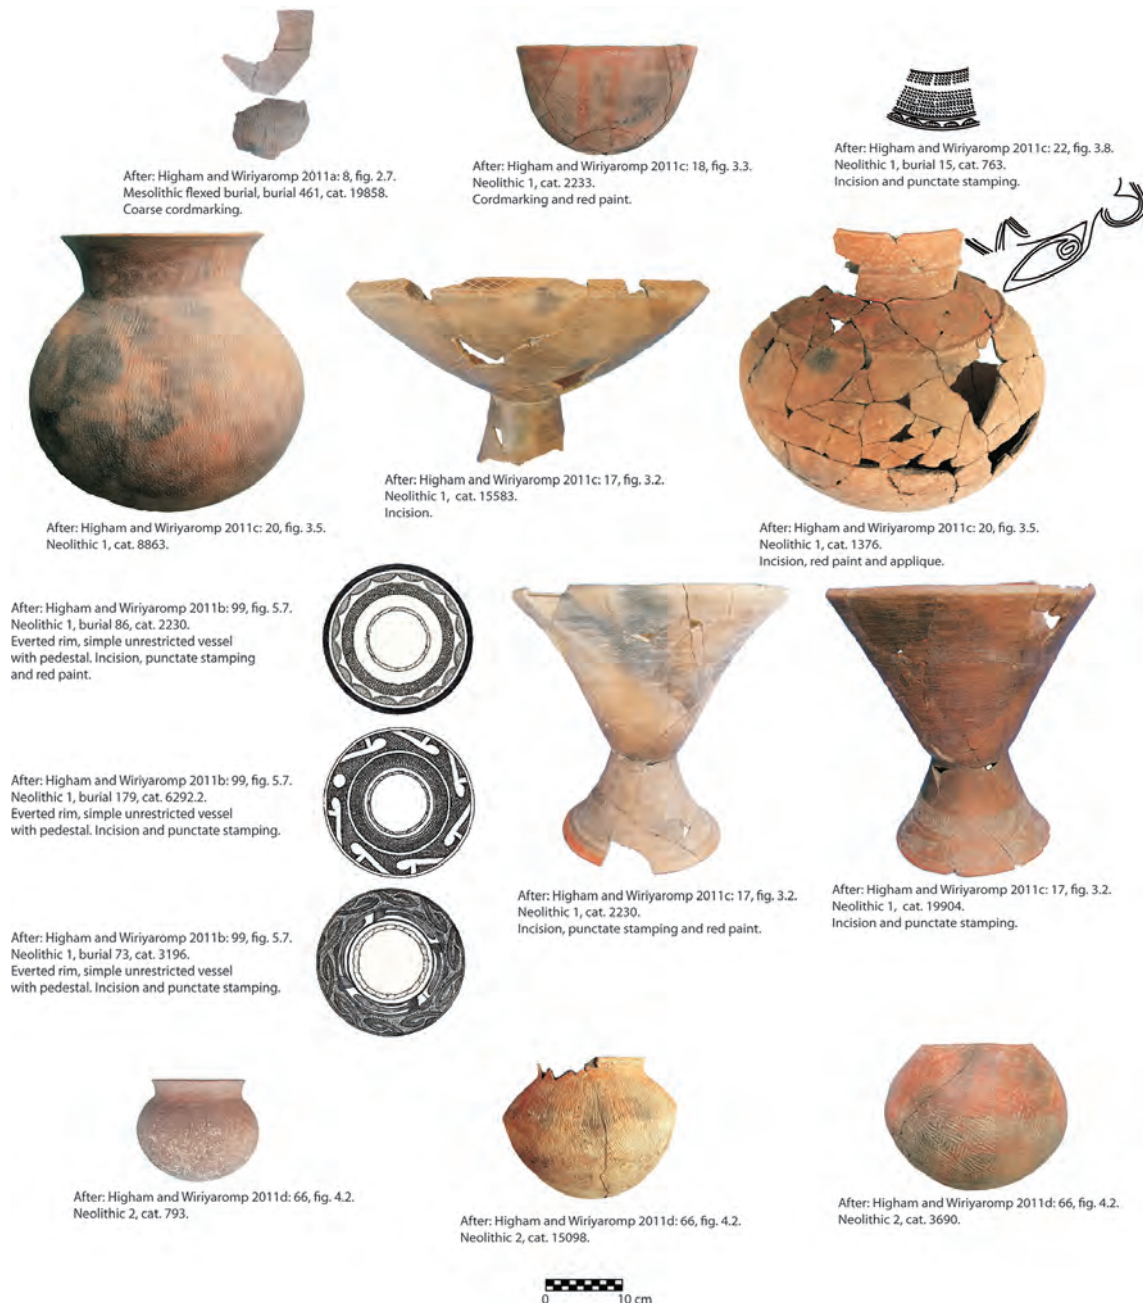 After: Higham and Wiriyaromp 2011a: 8, fig. 2.7.
Mesolithic flexed burial, burial 461, cat. 19858.
Coarse cordmarking.
After: Higham and Wiriyaromp 2011c: 18, fig. 3.3.
Neolithic 1, cat. 2233.
Cordmarking and red paint.
After: Higham and Wiriyaromp 2011c: 22, fig. 3.8.
Neolithic 1, burial 15, cat. 763.
Incision and punctate stamping.
After: Higham and Wiriyaromp 2011c: 20, fig. 3.5.
Neolithic 1, cat. 8863.
After: Higham and Wiriyaromp 2011c: 17, fig. 3.2.
Neolithic 1, cat. 15583.
Incision.
After: Higham and Wiriyaromp 2011c: 20, fig. 3.5.
Neolithic 1, cat. 1376.
Incision, red paint and applique.
After: Higham and Wiriyaromp 2011b: 99, fig. 5.7.
Neolithic 1, burial 86, cat. 2230.
Everted rim, simple unrestricted vessel
with pedestal. Incision, punctate stamping
and red paint.
After: Higham and Wiriyaromp 2011b: 99, fig. 5.7.
Neolithic 1, burial 179, cat. 6292.2.
Everted rim, simple unrestricted vessel
with pedestal. Incision and punctate stamping.
After: Higham and Wiriyaromp 2011b: 99, fig. 5.7.
Neolithic 1, burial 73, cat. 3196.
Everted rim, simple unrestricted vessel
with pedestal. Incision and punctate stamping.
After: Higham and Wiriyaromp 2011c: 17, fig. 3.2.
Neolithic 1, cat. 2230.
Incision, punctate stamping and red paint.
After: Higham and Wiriyaromp 2011c: 17, fig. 3.2.
Neolithic 1, cat. 19904.
Incision and punctate stamping.
After: Higham and Wiriyaromp 2011d: 66, fig. 4.2.
Neolithic 2, cat. 793.
After: Higham and Wiriyaromp 2011d: 66, fig. 4.2.
Neolithic 2, cat. 15098.
After: Higham and Wiriyaromp 2011d: 66, fig. 4.2.
Neolithic 2, cat. 3690.
0 10 cm